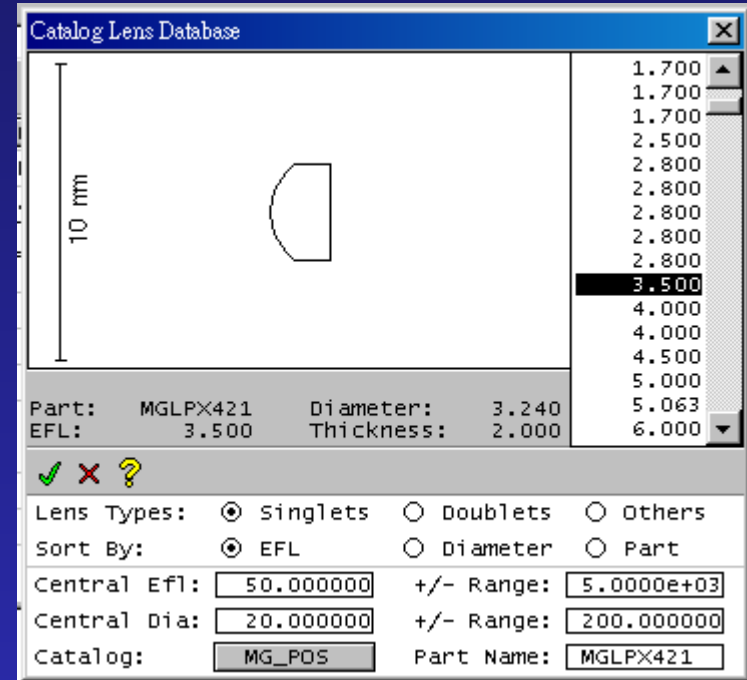 Catalog Lens Database
10 mm
1.700
1.700
1.700
2.500
2.800
2.800
2.800
2.800
2.800
3.500
4.000
4.000
4.500
5.000
5.063
6.000
Part: MGLPX421 Diameter: 3.240
EFL: 3.500 Thickness: 2.000
Lens Types: Singlets Doublets Others
Sort By: EFL Diameter Part
Central Efl: 50.000000 +/- Range: 5.0000e+03
Central Dia: 20.000000 +/- Range: 200.000000
Catalog: MG_POS Part Name: MGLPX421